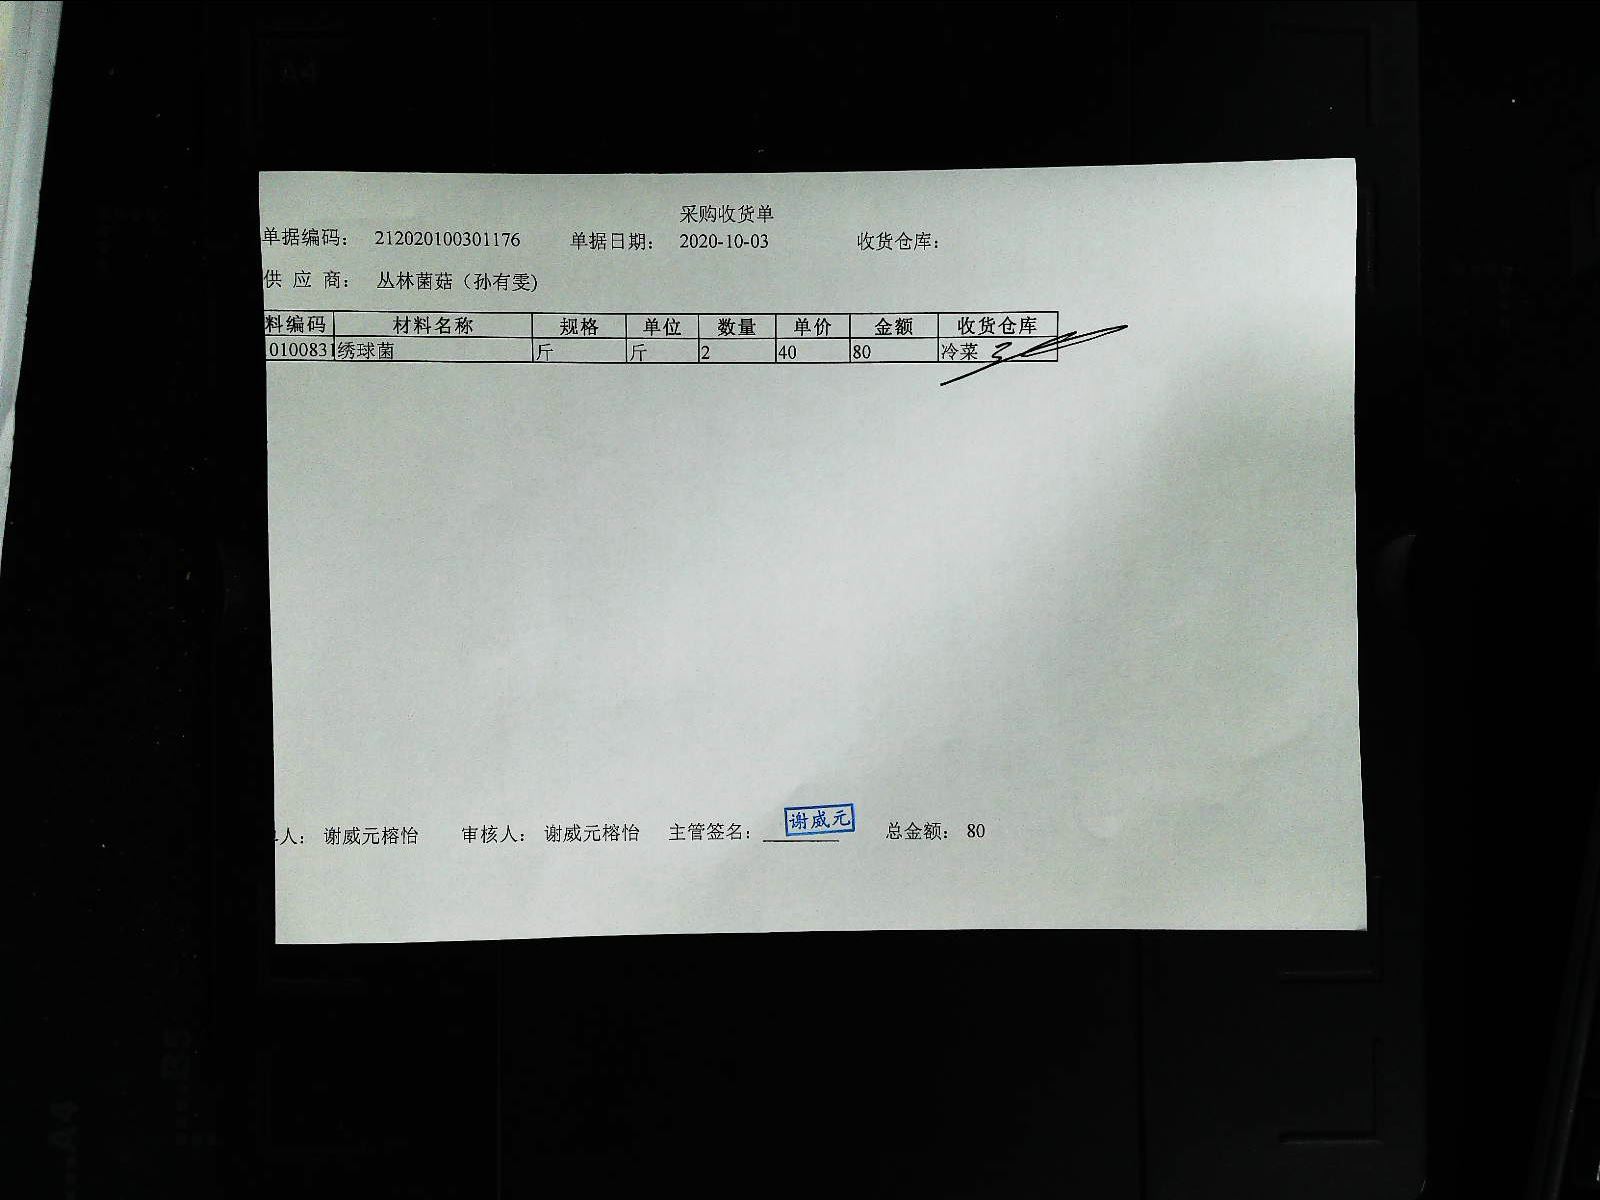 采购收货单
单据编码： 212020100301176 单据日期： 2020-10-03 收货仓库：
供 应 商： 丛林菌菇（孙有雯）
料编码 材料名称 规格 单位 数量 单价 金额 收货仓库
010083 绣球菌 斤 斤 2 40 80 冷菜
人： 谢威元榕怡 审核人： 谢威元榕怡 主管签名： 谢威元 总金额： 80
A4